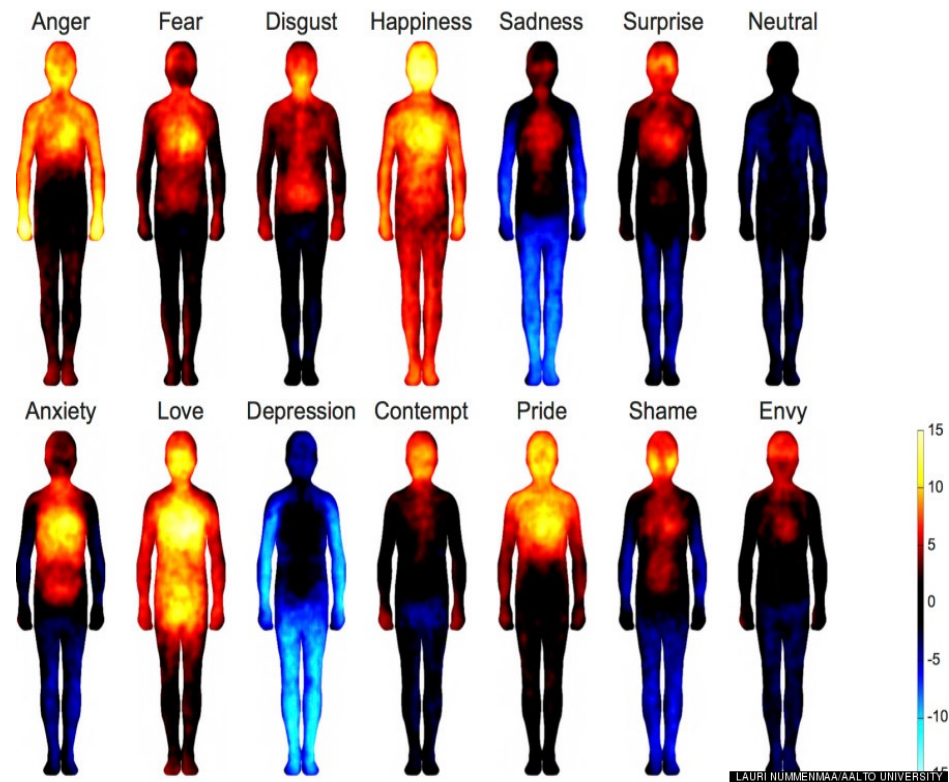 Anger Fear Disgust Happiness Sadness Surprise Neutral
Anxiety Love Depression Contempt Pride Shame Envy
15
10
5
0
-5
-10
LAURI NUMMENMAA/AALTO UNIVERSITY